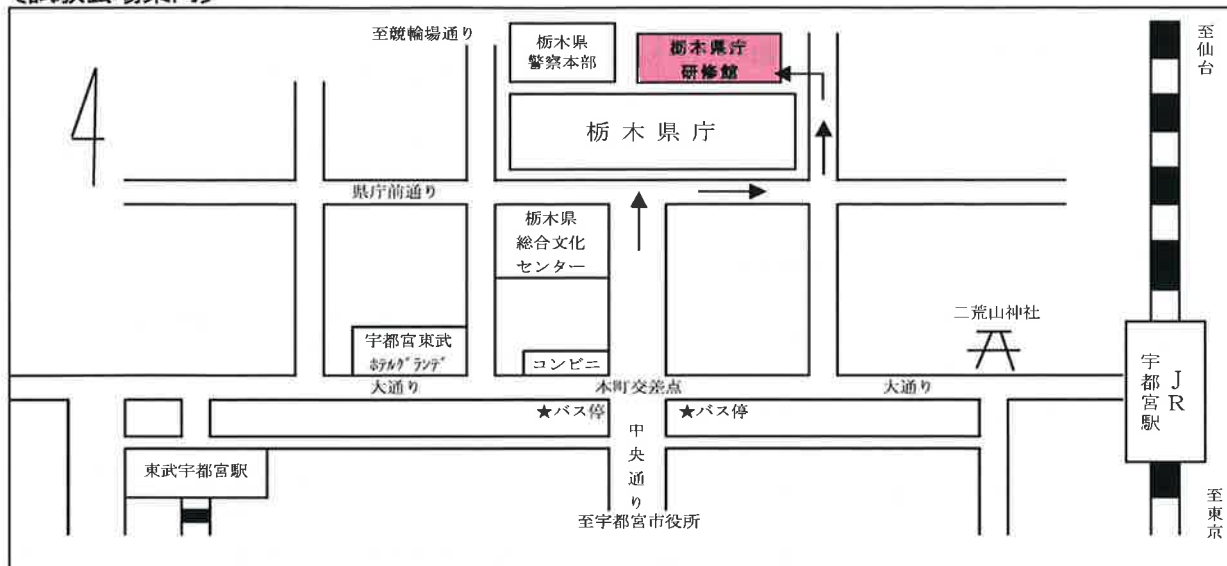 至競輪場通り
栃木県
警察本部
栃木県庁
研修館
至仙台
栃木県庁
県庁前通り
栃木県
総合文化
センター
二荒山神社
宇都宮東武
ﾎﾃﾙｸﾞﾗﾝﾃﾞ
コンビニ
JR
宇都宮駅
大通り
本町交差点
大通り
★バス停
★バス停
中央通り
東武宇都宮駅
至宇都宮市役所
至東京